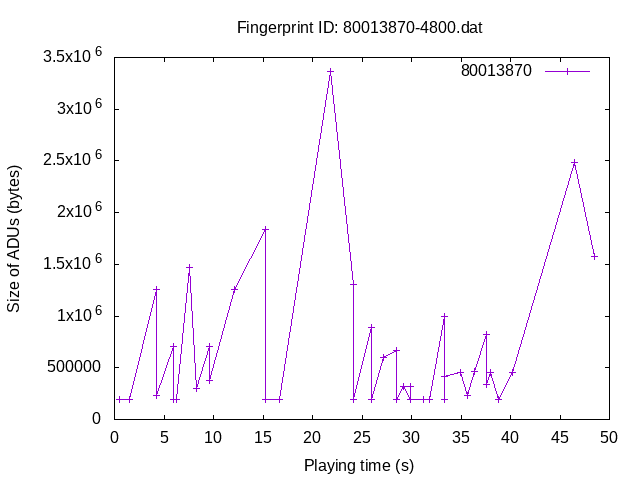 Fingerprint ID: 80013870-4800.dat
3.5x10^6
80013870
3x10^6
2.5x10^6
2x10^6
1.5x10^6
1x10^6
500000
0
Size of ADUs (bytes)
0 5 10 15 20 25 30 35 40 45 50
Playing time (s)